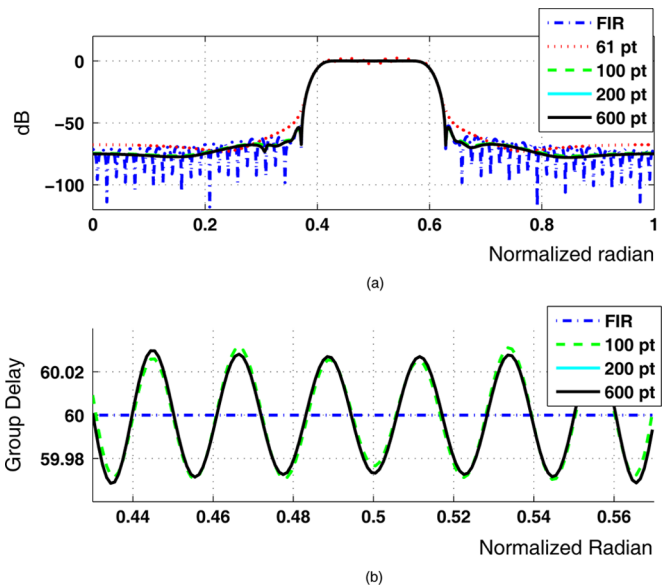 FIR
61 pt
100 pt
200 pt
600 pt
0
−50
−100
dB
0 0.2 0.4 0.6 0.8 1
Normalized radian
(a)
FIR
100 pt
200 pt
600 pt
60.02
60
59.98
Group Delay
0.44 0.46 0.48 0.5 0.52 0.54 0.56
Normalized Radian
(b)